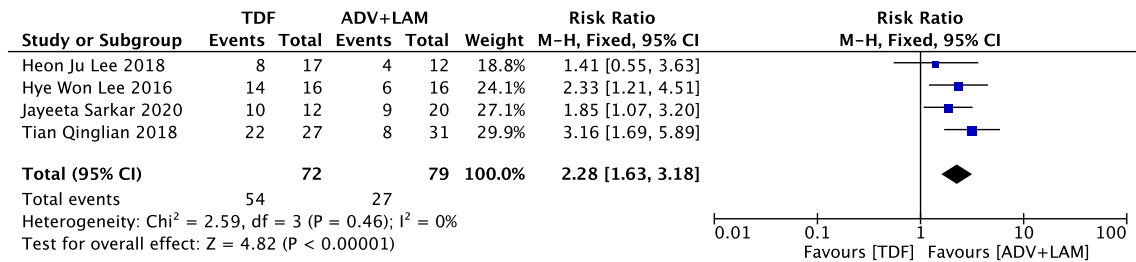 TDF ADV+LAM Risk Ratio Risk Ratio
Study or Subgroup Events Total Events Total Weight M-H, Fixed, 95% CI M-H, Fixed, 95% CI
Heon Ju Lee 2018 8 17 4 12 18.8% 1.41 [0.55, 3.63]
Hye Won Lee 2016 14 16 6 16 24.1% 2.33 [1.21, 4.51]
Jayeeta Sarkar 2020 10 12 9 20 27.1% 1.85 [1.07, 3.20]
Tian Qinglian 2018 22 27 8 31 29.9% 3.16 [1.69, 5.89]
Total (95% CI) 72 79 100.0% 2.28 [1.63, 3.18]
Total events 54 27
Heterogeneity: Chi² = 2.59, df = 3 (P = 0.46); I² = 0%
Test for overall effect: Z = 4.82 (P < 0.00001)
0.01 0.1 1 10 100
Favours [TDF] Favours [ADV+LAM]